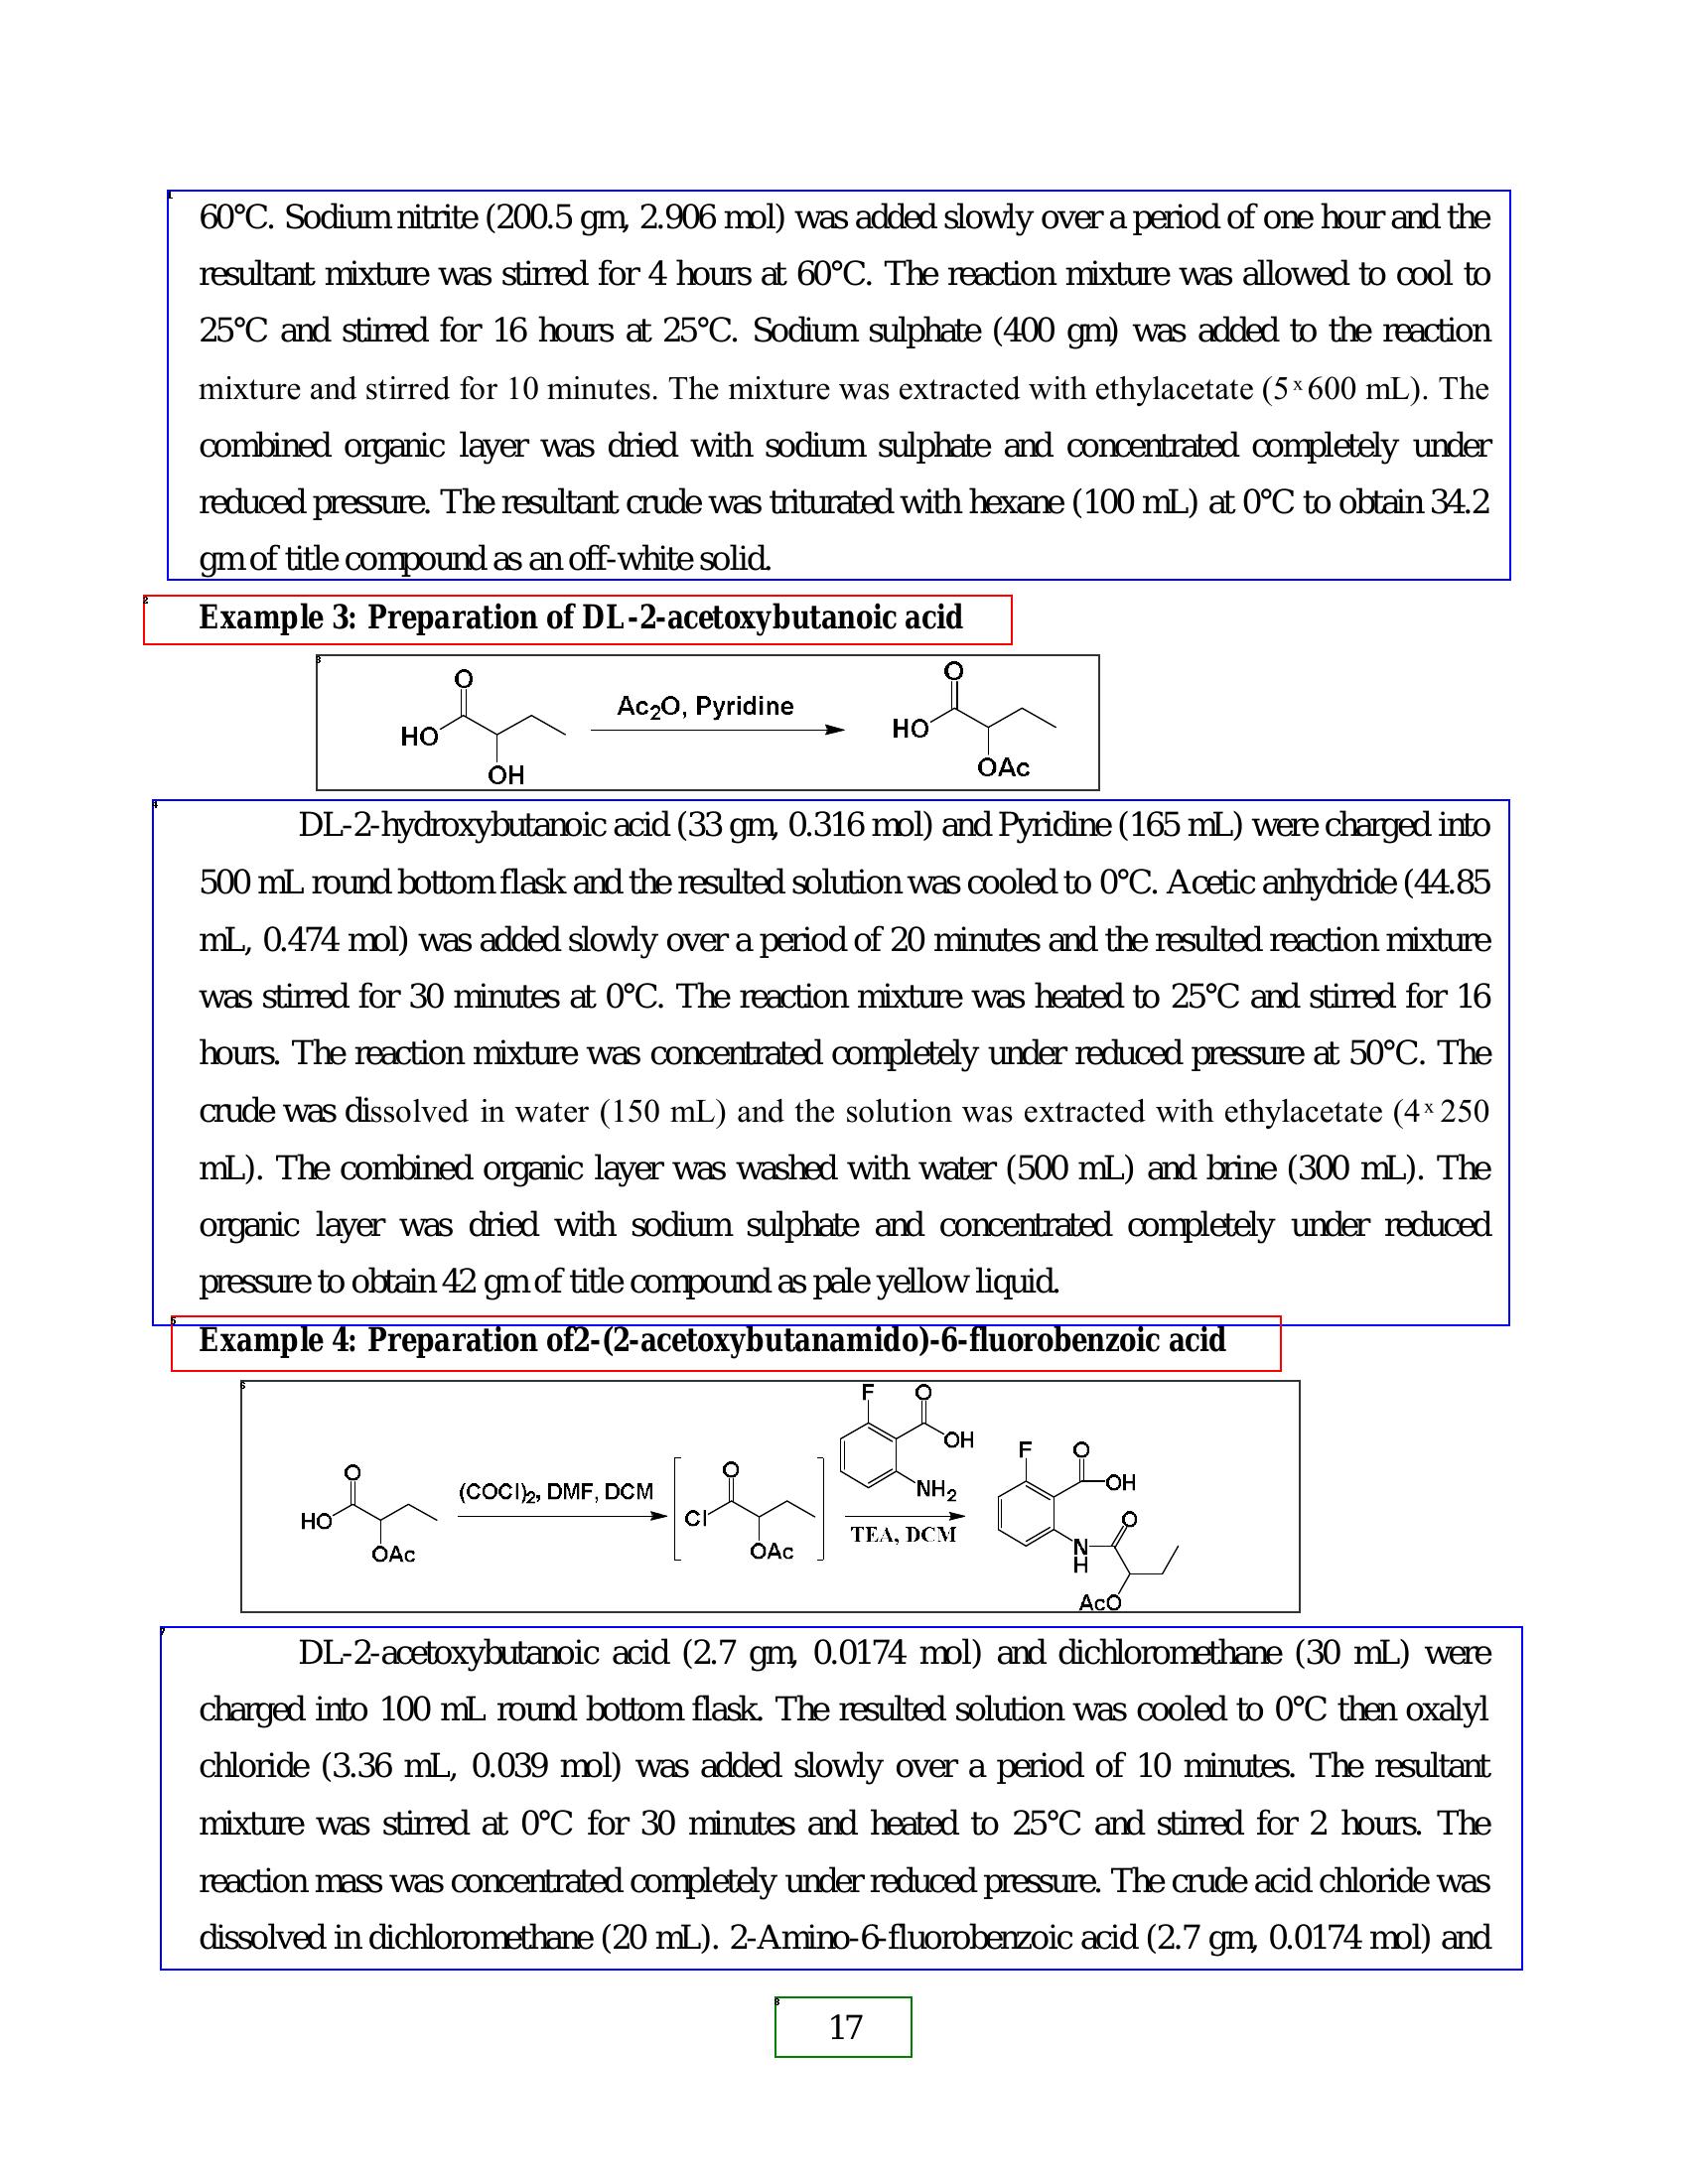 60°C. Sodium nitrite (200.5 gm, 2.906 mol) was added slowly over a period of one hour and the
resultant mixture was stirred for 4 hours at 60°C. The reaction mixture was allowed to cool to
25°C and stirred for 16 hours at 25°C. Sodium sulphate (400 gm) was added to the reaction
mixture and stirred for 10 minutes. The mixture was extracted with ethylacetate (5 x 600 mL). The
combined organic layer was dried with sodium sulphate and concentrated completely under
reduced pressure. The resultant crude was triturated with hexane (100 mL) at 0°C to obtain 34.2
gm of title compound as an off-white solid.
Example 3: Preparation of DL-2-acetoxybutanoic acid
O
HO
OH
Ac2O, Pyridine
O
HO
OAc
DL-2-hydroxybutanoic acid (33 gm, 0.316 mol) and Pyridine (165 mL) were charged into
500 mL round bottom flask and the resulted solution was cooled to 0°C. Acetic anhydride (44.85
mL, 0.474 mol) was added slowly over a period of 20 minutes and the resulted reaction mixture
was stirred for 30 minutes at 0°C. The reaction mixture was heated to 25°C and stirred for 16
hours. The reaction mixture was concentrated completely under reduced pressure at 50°C. The
crude was dissolved in water (150 mL) and the solution was extracted with ethylacetate (4 x 250
mL). The combined organic layer was washed with water (500 mL) and brine (300 mL). The
organic layer was dried with sodium sulphate and concentrated completely under reduced
pressure to obtain 42 gm of title compound as pale yellow liquid.
Example 4: Preparation of2-(2-acetoxybutanamido)-6-fluorobenzoic acid
O
HO
OAc
(COCl)2, DMF, DCM
O
Cl
OAc
F
O
OH
NH2
TEA, DCM
F
O
OH
O
N
H
AcO
DL-2-acetoxybutanoic acid (2.7 gm, 0.0174 mol) and dichloromethane (30 mL) were
charged into 100 mL round bottom flask. The resulted solution was cooled to 0°C then oxalyl
chloride (3.36 mL, 0.039 mol) was added slowly over a period of 10 minutes. The resultant
mixture was stirred at 0°C for 30 minutes and heated to 25°C and stirred for 2 hours. The
reaction mass was concentrated completely under reduced pressure. The crude acid chloride was
dissolved in dichloromethane (20 mL). 2-Amino-6-fluorobenzoic acid (2.7 gm, 0.0174 mol) and
17